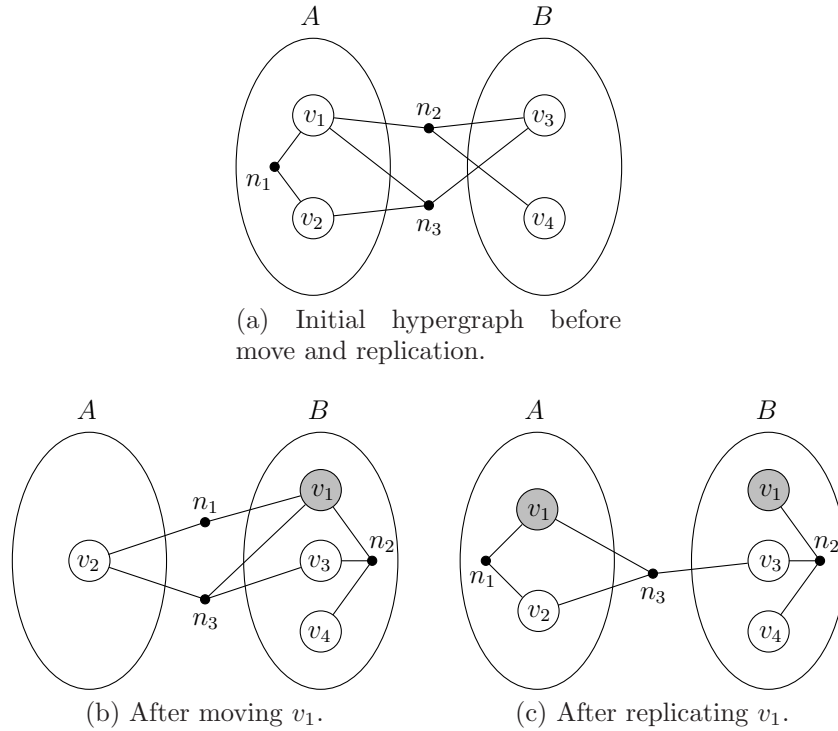 A B
v1 n2 v3
n1
v2 n3 v4
(a) Initial hypergraph before
move and replication.
A B A B
v1 v1 v1
n1
v2 v3 n2 n1 v3 n2
n3 v2 n3
v4 v4
(b) After moving v1. (c) After replicating v1.